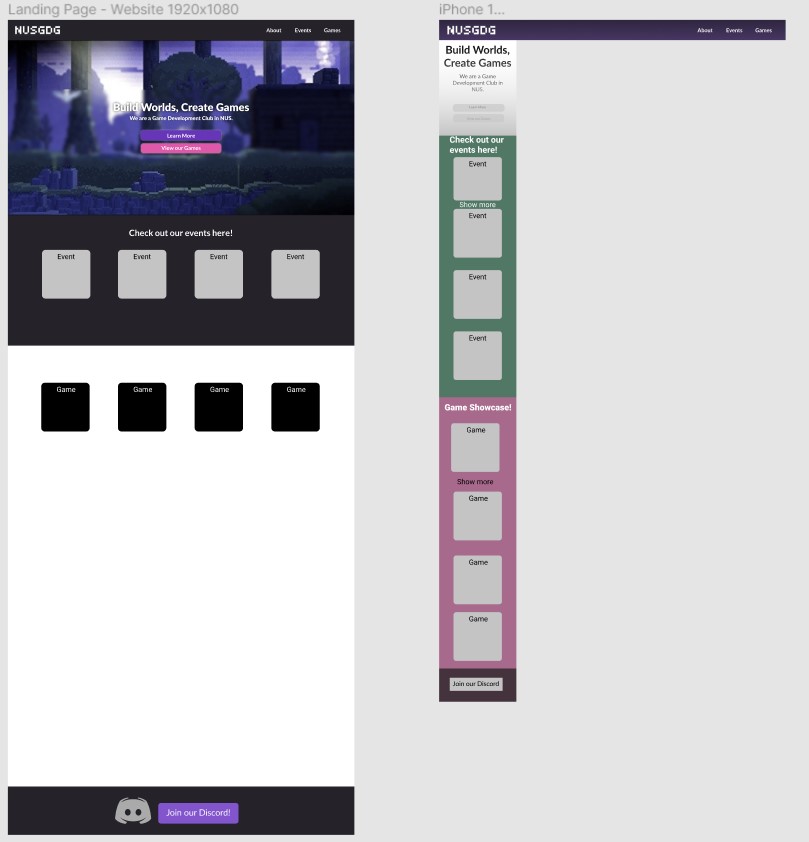 Landing Page - Website 1920x1080
NUSGDG
About Events Games
Build Worlds, Create Games
We are a Game Development Club in NUS.
Learn More
View our Games
Check out our events here!
Event Event Event Event
Game Game Game Game
Join our Discord!
iPhone 1...
NUSGDG
About Events Games
Build Worlds,
Create Games
We are a Game
Development Club in
NUS.
Learn More
Check out our
events here!
Event
Show more
Event
Event
Event
Game Showcase!
Game
Show more
Game
Game
Game
Join our Discord